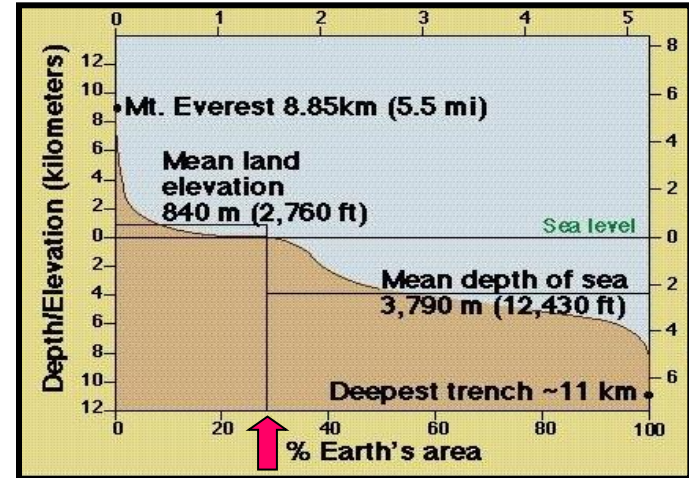 0 1 2 3 4 5
Depth/Elevation (kilometers)
12
10
8
6
4
2
0
2
4
6
8
10
12
8
6
4
2
0
2
4
6
Mt. Everest 8.85km (5.5 mi)
Mean land
elevation
840 m (2,760 ft)
Sea level
Mean depth of sea
3,790 m (12,430 ft)
Deepest trench ~11 km
0 20 40 60 80 100
% Earth's area